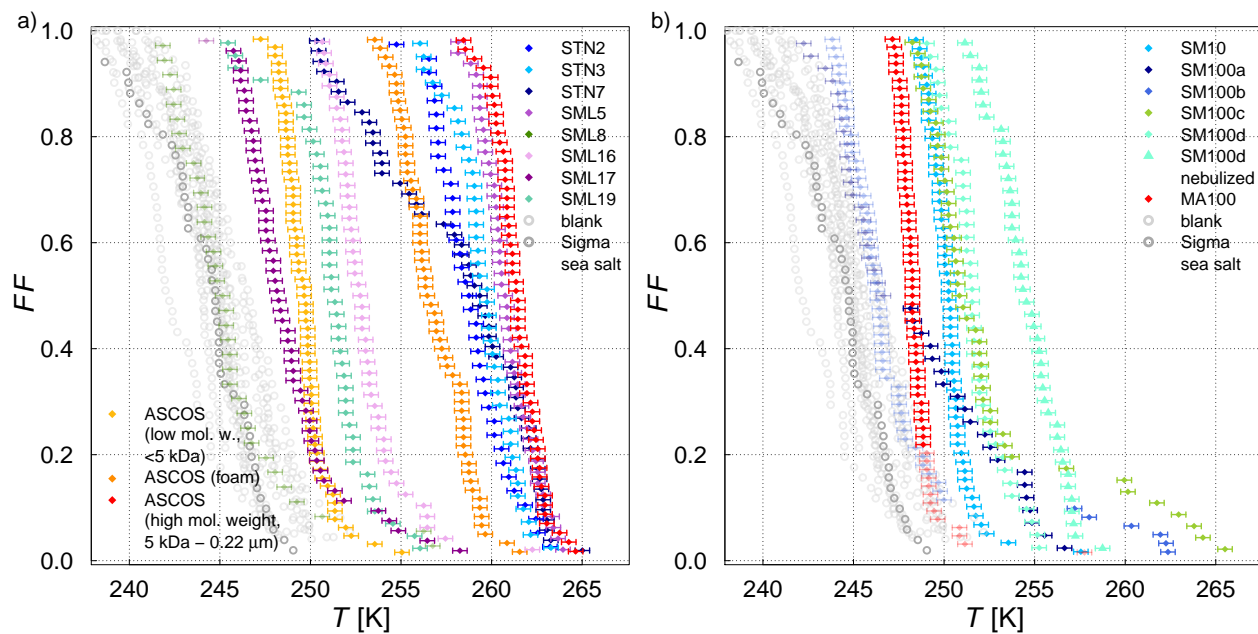 a)
1.0
0.8
0.6
0.4
0.2
0.0
FF
240
245
250
255
260
265
T [K]
STN2
STN3
STN7
SML5
SML8
SML16
SML17
SML19
blank
Sigma
sea salt
ASCOS
(low mol. w.,
<5 kDa)
ASCOS (foam)
ASCOS
(high mol. weight,
5 kDa – 0.22 μm)
b)
1.0
0.8
0.6
0.4
0.2
0.0
FF
240
245
250
255
260
265
T [K]
SM10
SM100a
SM100b
SM100c
SM100d
SM100d
nebulized
MA100
blank
Sigma
sea salt